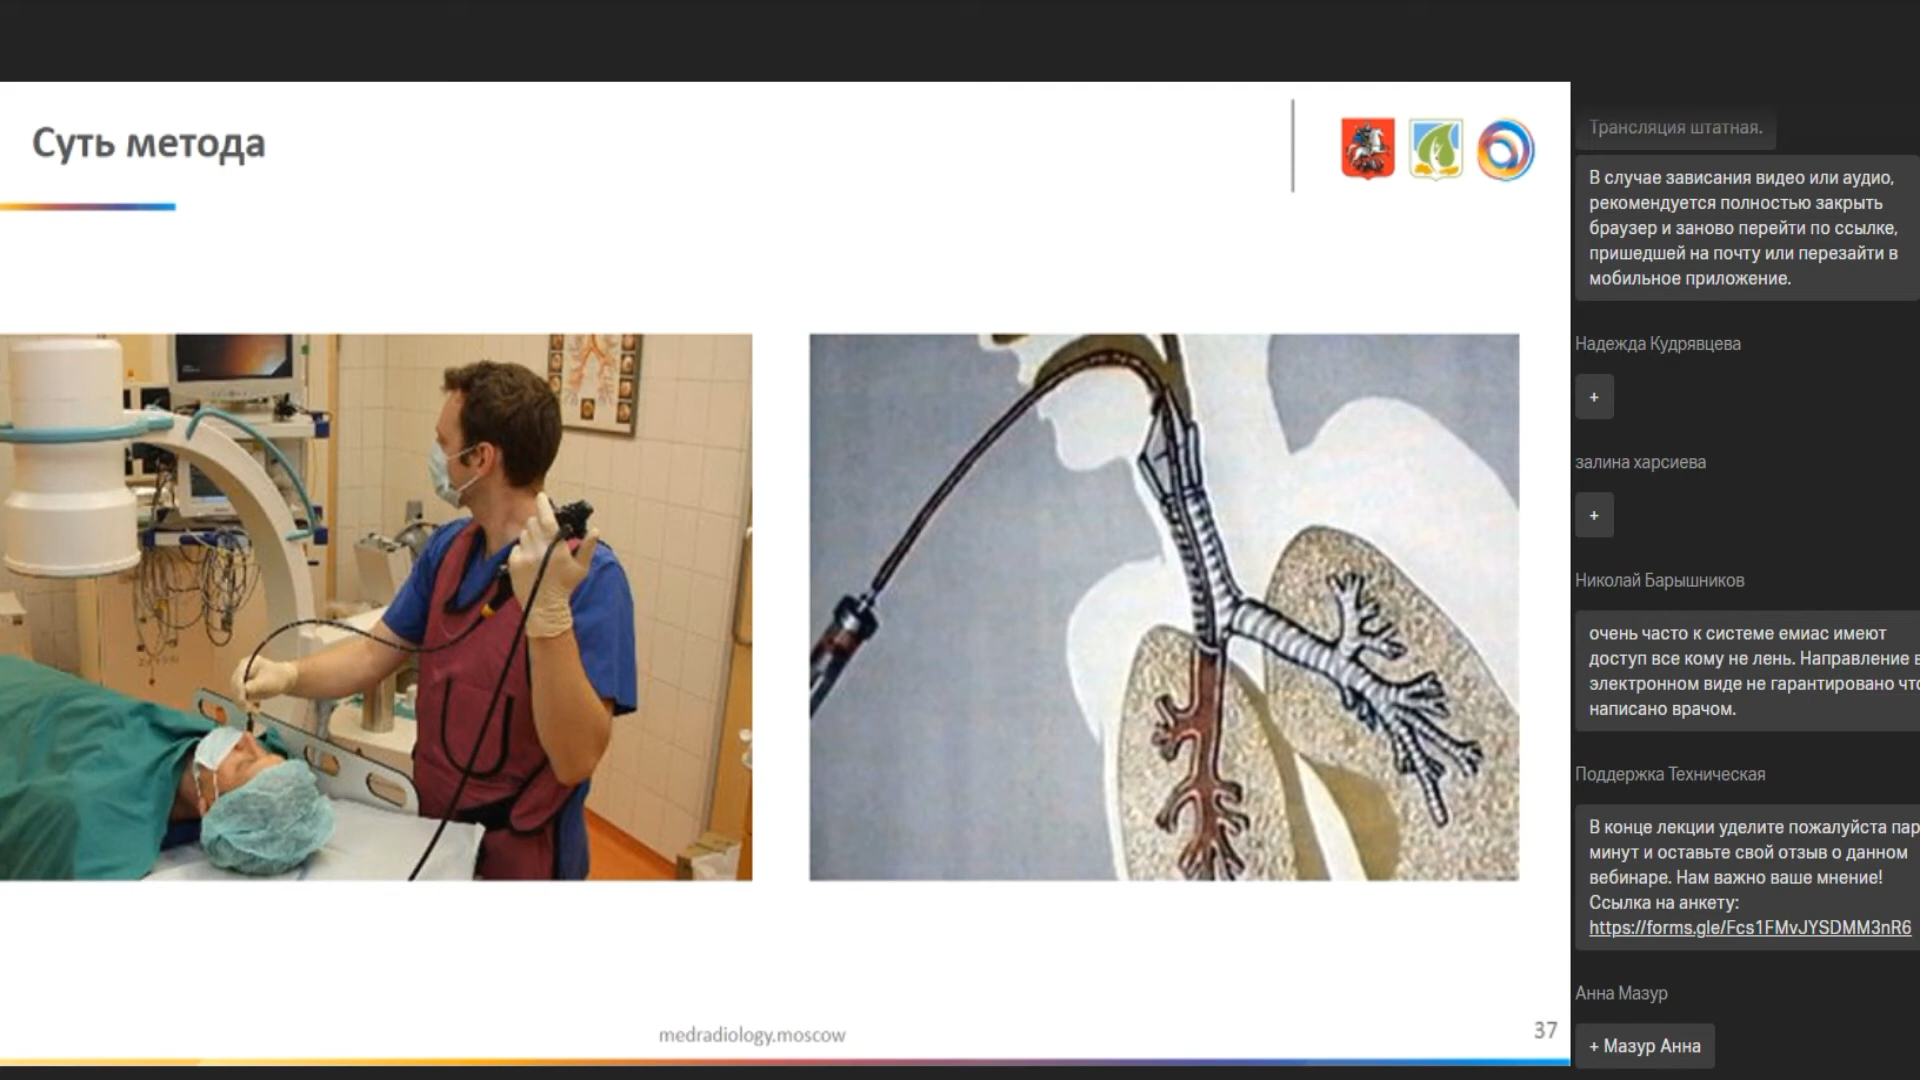 Суть метода
medradiology.moscow
37
Трансляция штатная.
В случае зависания видео или аудио,
рекомендуется полностью закрыть
браузер и заново перейти по ссылке,
пришедшей на почту или перезайти в
мобильное приложение.
Надежда Кудрявцева
+
залина харсиева
+
Николай Барышников
очень часто к системе емиас имеют
доступ все кому не лень. Направление в
электронном виде не гарантировано что
написано врачом.
Поддержка Техническая
В конце лекции уделите пожалуйста пар
минут и оставьте свой отзыв о данном
вебинаре. Нам важно ваше мнение!
Ссылка на анкету:
https://forms.gle/Fcs1FMvJYSDMM3nR6
Анна Мазур
+ Мазур Анна